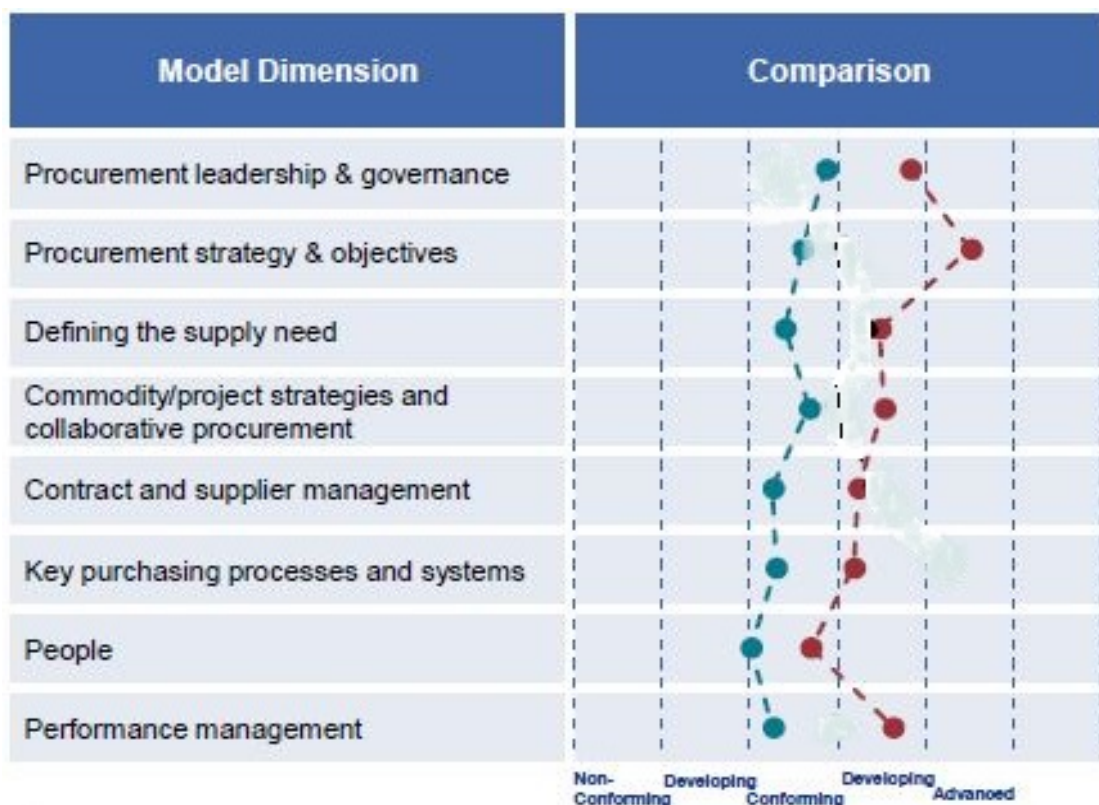 Model Dimension
Comparison
Procurement leadership & governance
Procurement strategy & objectives
Defining the supply need
Commodity/project strategies and
collaborative procurement
Contract and supplier management
Key purchasing processes and systems
People
Performance management
Non-
Conforming
Developing
Conforming
Developing
Advanced